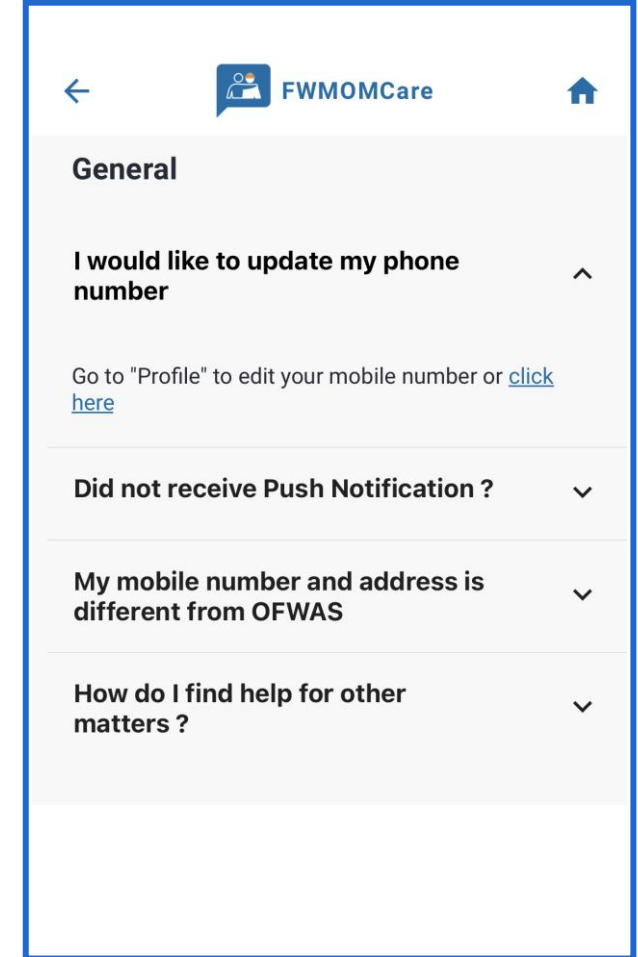 FWMOMCare
General
I would like to update my phone
number
Go to "Profile" to edit your mobile number or click
here
Did not receive Push Notification ?
My mobile number and address is
different from OFWAS
How do I find help for other
matters ?